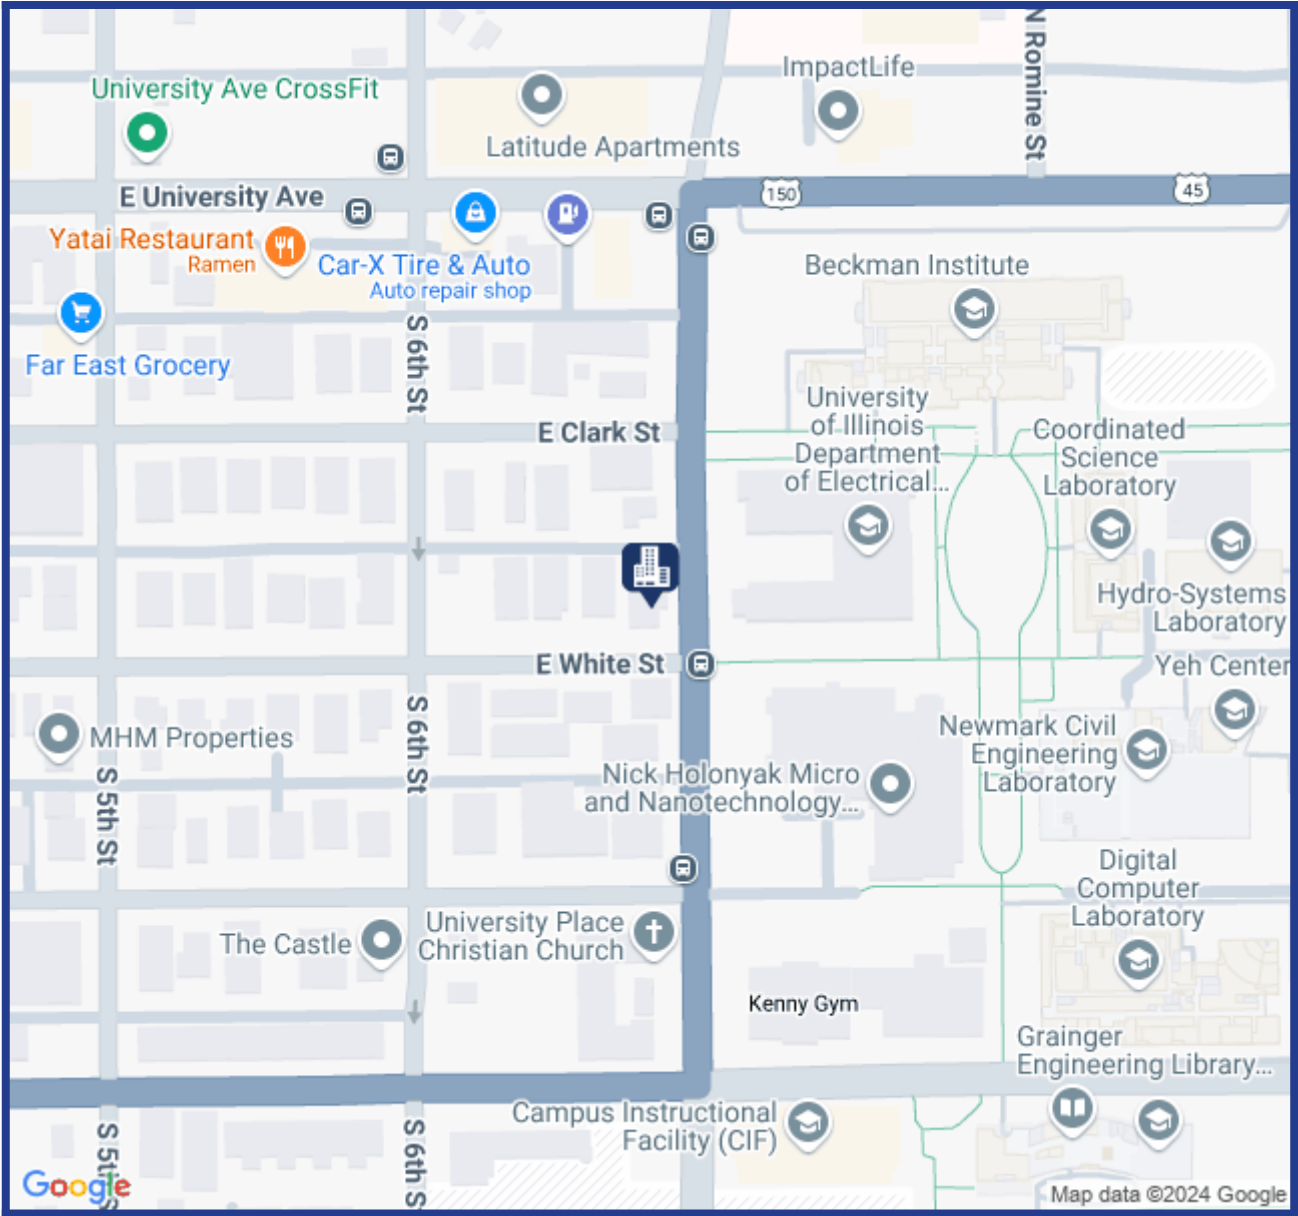 N Romine St
ImpactLife
University Ave CrossFit
Latitude Apartments
E University Ave
150
45
Yatai Restaurant
Ramen
Car-X Tire & Auto
Auto repair shop
Beckman Institute
Far East Grocery
S 6th St
University
of Illinois
Department
of Electrical...
E Clark St
Coordinated
Science
Laboratory
Hydro-Systems
Laboratory
E White St
Yeh Center
S 6th St
MHM Properties
Newmark Civil
Engineering
Laboratory
S 5th St
Nick Holonyak Micro
and Nanotechnology...
Digital
Computer
Laboratory
The Castle
University Place
Christian Church
Kenny Gym
Grainger
Engineering Library...
Campus Instructional
Facility (CIF)
S 5th S
S 6th S
Google
Map data ©2024 Google